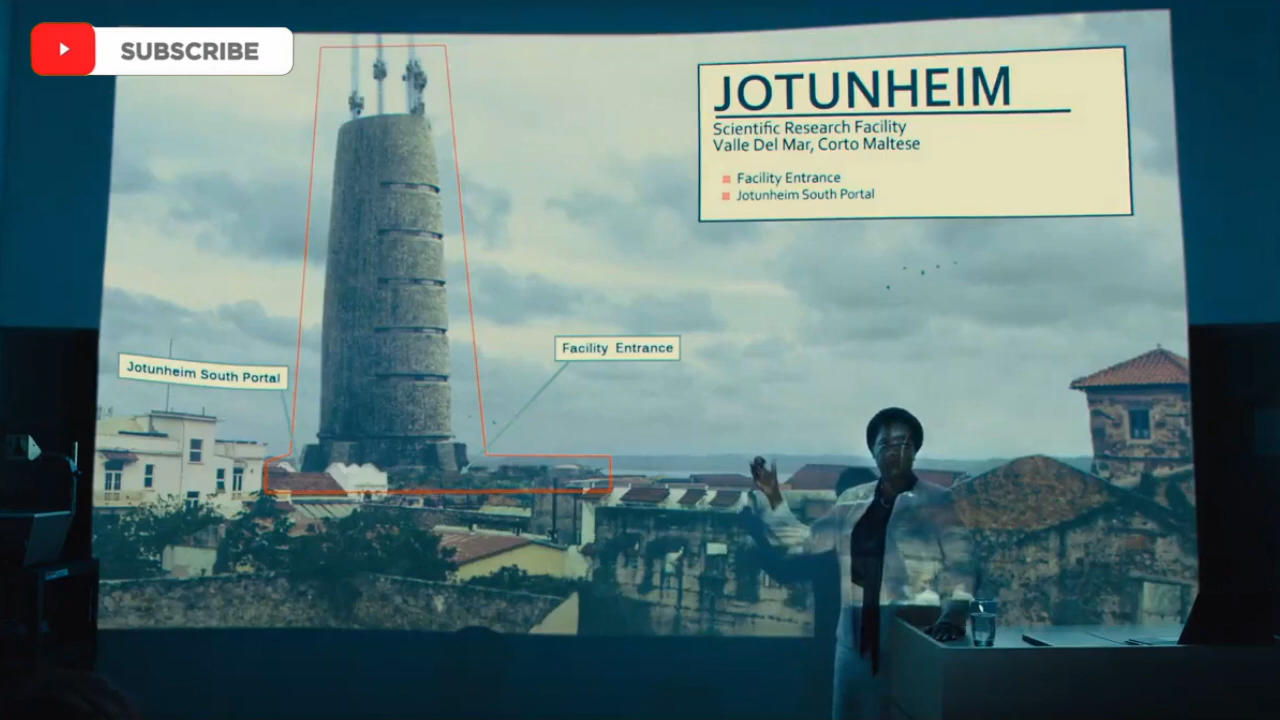 SUBSCRIBE
JOTUNHEIM
Scientific Research Facility
Valle Del Mar, Corto Maltese
Facility Entrance
Jotunheim South Portal
Facility Entrance
Jotunheim South Portal